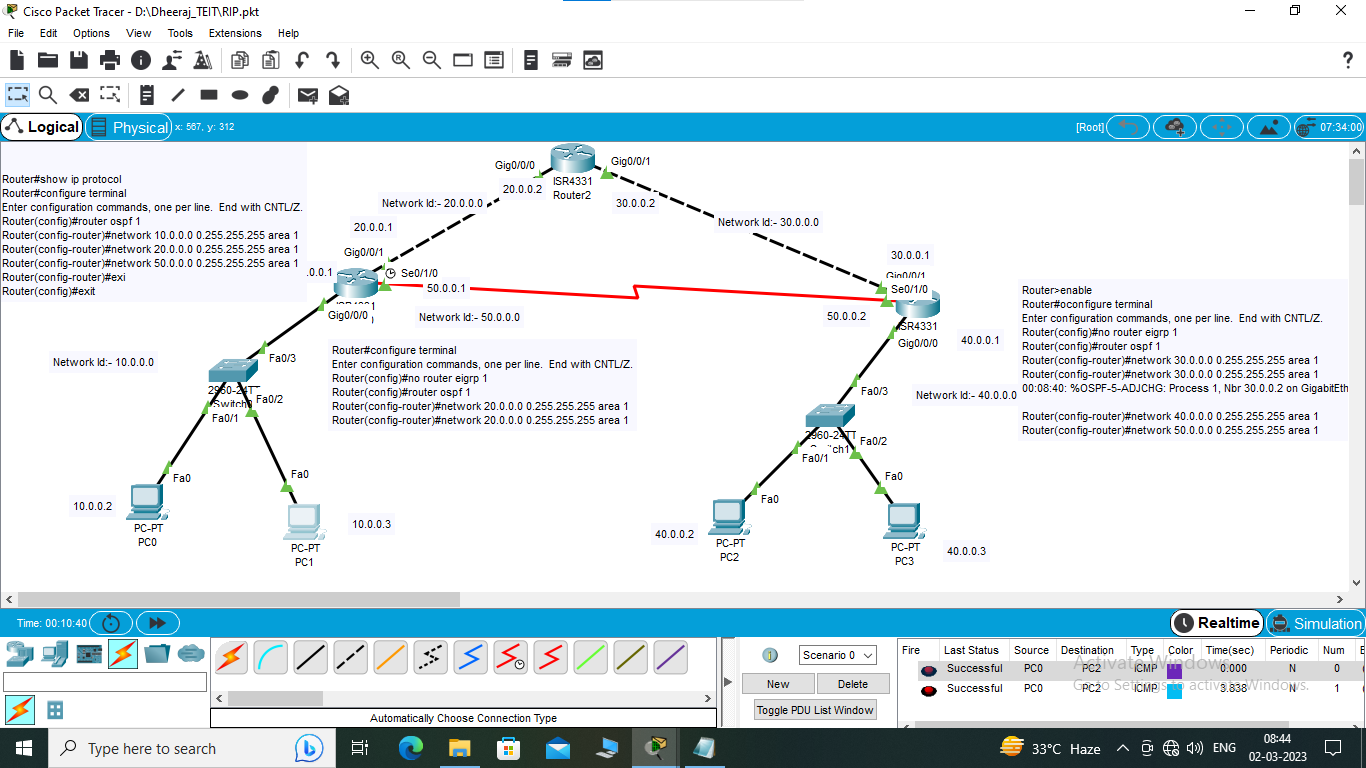 Cisco Packet Tracer - D:\Dheeraj_TEIT\RIP.pkt
File Edit Options View Tools Extensions Help
Logical
Physical
x: 567, y: 312
[Root]
07:34:00
Router#show ip protocol
Router#configure terminal
Enter configuration commands, one per line. End with CNTL/Z.
Router(config)#router ospf 1
Router(config-router)#network 10.0.0.0 0.255.255.255 area 1
Router(config-router)#network 20.0.0.0 0.255.255.255 area 1
Router(config-router)#network 50.0.0.0 0.255.255.255 area 1
Router(config-router)#exi
Router(config)#exit
Gig0/0/0
Gig0/0/1
ISR4331
Router2
20.0.0.2
30.0.0.2
Network Id:- 20.0.0.0
Network Id:- 30.0.0.0
20.0.0.1
Gig0/0/1
.0.0.1
Se0/1/0
50.0.0.1
Gig0/0/0
Network Id:- 50.0.0.0
30.0.0.1
Gig0/0/1
Se0/1/0
50.0.0.2
ISR4331
Gig0/0/0
40.0.0.1
Network Id:- 10.0.0.0
Fa0/3
2960-24TT
Switch0
Fa0/2
Fa0/1
Fa0
Fa0
10.0.0.2
PC-PT
PC0
10.0.0.3
PC-PT
PC1
Router#configure terminal
Enter configuration commands, one per line. End with CNTL/Z.
Router(config)#no router eigrp 1
Router(config)#router ospf 1
Router(config-router)#network 20.0.0.0 0.255.255.255 area 1
Router(config-router)#network 20.0.0.0 0.255.255.255 area 1
Fa0/3
Network Id:- 40.0.0.0
2960-24TT
Switch1
Fa0/2
Fa0/1
Fa0
Fa0
40.0.0.2
PC-PT
PC2
PC-PT
PC3
40.0.0.3
Router>enable
Router#oconfigure terminal
Enter configuration commands, one per line. End with CNTL/Z.
Router(config)#no router eigrp 1
Router(config)#router ospf 1
Router(config-router)#network 30.0.0.0 0.255.255.255 area 1
Router(config-router)#network 30.0.0.0 0.255.255.255 area 1
00:08:40: %OSPF-5-ADJCHG: Process 1, Nbr 30.0.0.2 on GigabitEth
Router(config-router)#network 40.0.0.0 0.255.255.255 area 1
Router(config-router)#network 50.0.0.0 0.255.255.255 area 1
Time: 00:10:40
Realtime
Simulation
Scenario 0
New
Delete
Toggle PDU List Window
Automatically Choose Connection Type
Fire Last Status Source Destination Type Color Time(sec) Periodic Num
Successful PC0 PC2 ICMP 0.000 N 0
Successful PC0 PC2 ICMP 3.838 N 1
Activate Windows
Go to Settings to activate Windows.
Type here to search
33°C Haze
ENG
08:44
02-03-2023